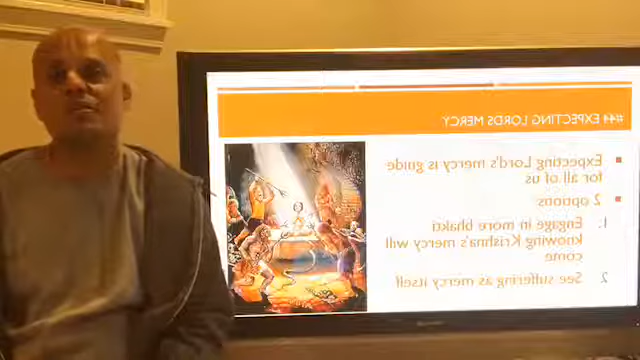 #44 EXPECTING LORDS MERCY
Expecting Lord's mercy is guide
for all of us
2 options
1. Engage in more bhakti
knowing Krishna's mercy will
come
2. See suffering as mercy itself